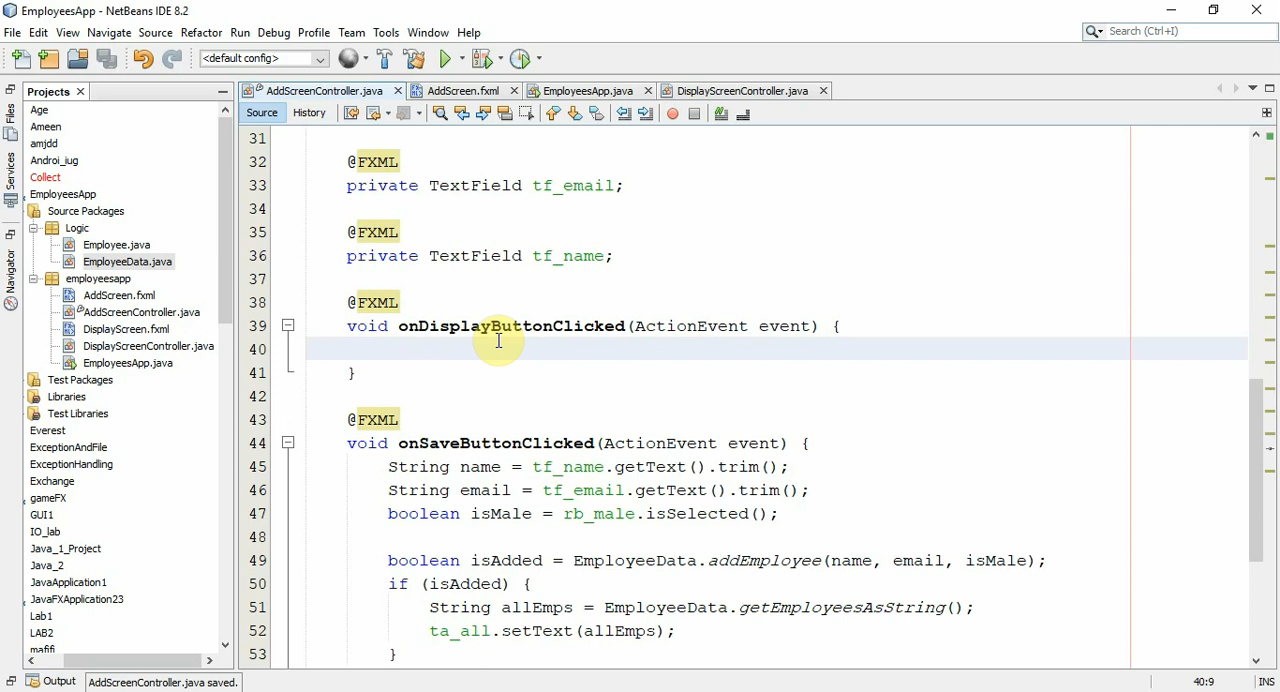 EmployeesApp - NetBeans IDE 8.2
File Edit View Navigate Source Refactor Run Debug Profile Team Tools Window Help
Search (Ctrl+I)
<default config>
Projects
AddScreenController.java
AddScreen.fxml
EmployeesApp.java
DisplayScreenController.java
Source
History
Files
Services
Navigator
Age
Ameen
amjdd
Androi_iug
Collect
EmployeesApp
Source Packages
Logic
Employee.java
EmployeeData.java
employeesapp
AddScreen.fxml
AddScreenController.java
DisplayScreen.fxml
DisplayScreenController.java
EmployeesApp.java
Test Packages
Libraries
Test Libraries
Everest
ExceptionAndFile
ExceptionHandling
Exchange
gameFX
GUI1
IO_lab
Java_1_Project
Java_2
JavaApplication1
JavaFXApplication23
Lab1
LAB2
mafifi
31
32 @FXML
33 private TextField tf_email;
34
35 @FXML
36 private TextField tf_name;
37
38 @FXML
39 void onDisplayButtonClicked(ActionEvent event) {
40
41 }
42
43 @FXML
44 void onSaveButtonClicked(ActionEvent event) {
45 String name = tf_name.getText().trim();
46 String email = tf_email.getText().trim();
47 boolean isMale = rb_male.isSelected();
48
49 boolean isAdded = EmployeeData.addEmployee(name, email, isMale);
50 if (isAdded) {
51 String allEmps = EmployeeData.getEmployeesAsString();
52 ta_all.setText(allEmps);
53 }
Output
AddScreenController.java saved.
40:9
INS